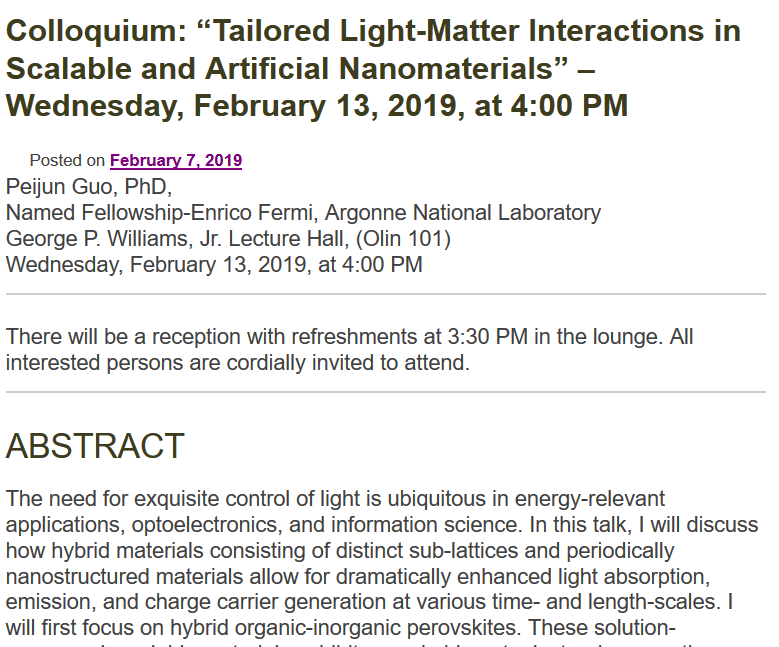 Colloquium: “Tailored Light-Matter Interactions in
Scalable and Artificial Nanomaterials” –
Wednesday, February 13, 2019, at 4:00 PM
Posted on February 7, 2019
Peijun Guo, PhD,
Named Fellowship-Enrico Fermi, Argonne National Laboratory
George P. Williams, Jr. Lecture Hall, (Olin 101)
Wednesday, February 13, 2019, at 4:00 PM
There will be a reception with refreshments at 3:30 PM in the lounge. All
interested persons are cordially invited to attend.
ABSTRACT
The need for exquisite control of light is ubiquitous in energy-relevant
applications, optoelectronics, and information science. In this talk, I will discuss
how hybrid materials consisting of distinct sub-lattices and periodically
nanostructured materials allow for dramatically enhanced light absorption,
emission, and charge carrier generation at various time- and length-scales. I
will first focus on hybrid organic-inorganic perovskites. These solution-